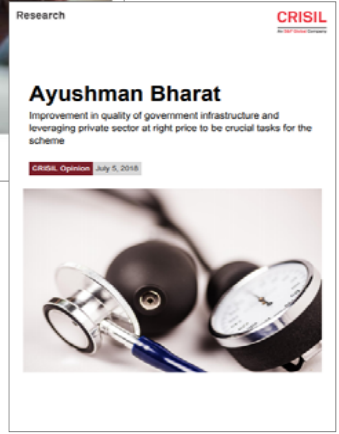 Research
CRISIL
An S&P Global Company
Ayushman Bharat
Improvement in quality of government infrastructure and
leveraging private sector at right price to be crucial tasks for the
scheme
CRISIL Opinion July 5, 2018